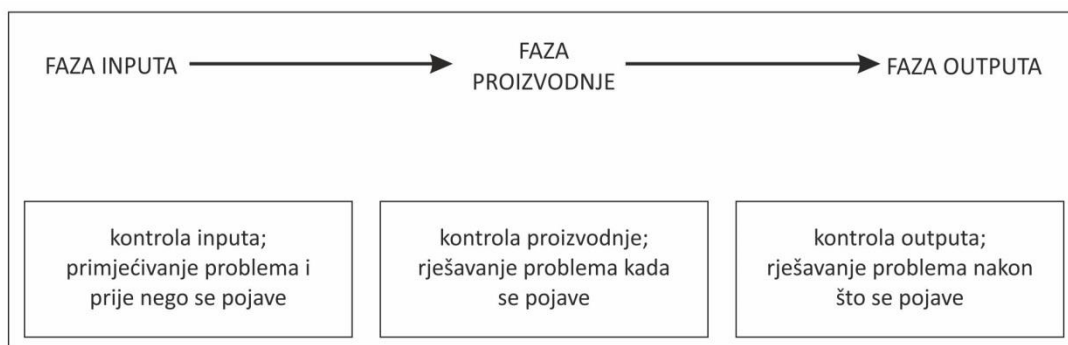 FAZA INPUTA
FAZA
PROIZVODNJE
FAZA OUTPUTA
kontrola inputa;
primjećivanje problema i
prije nego se pojave
kontrola proizvodnje;
rješavanje problema kada
se pojave
kontrola outputa;
rješavanje problema nakon
što se pojave